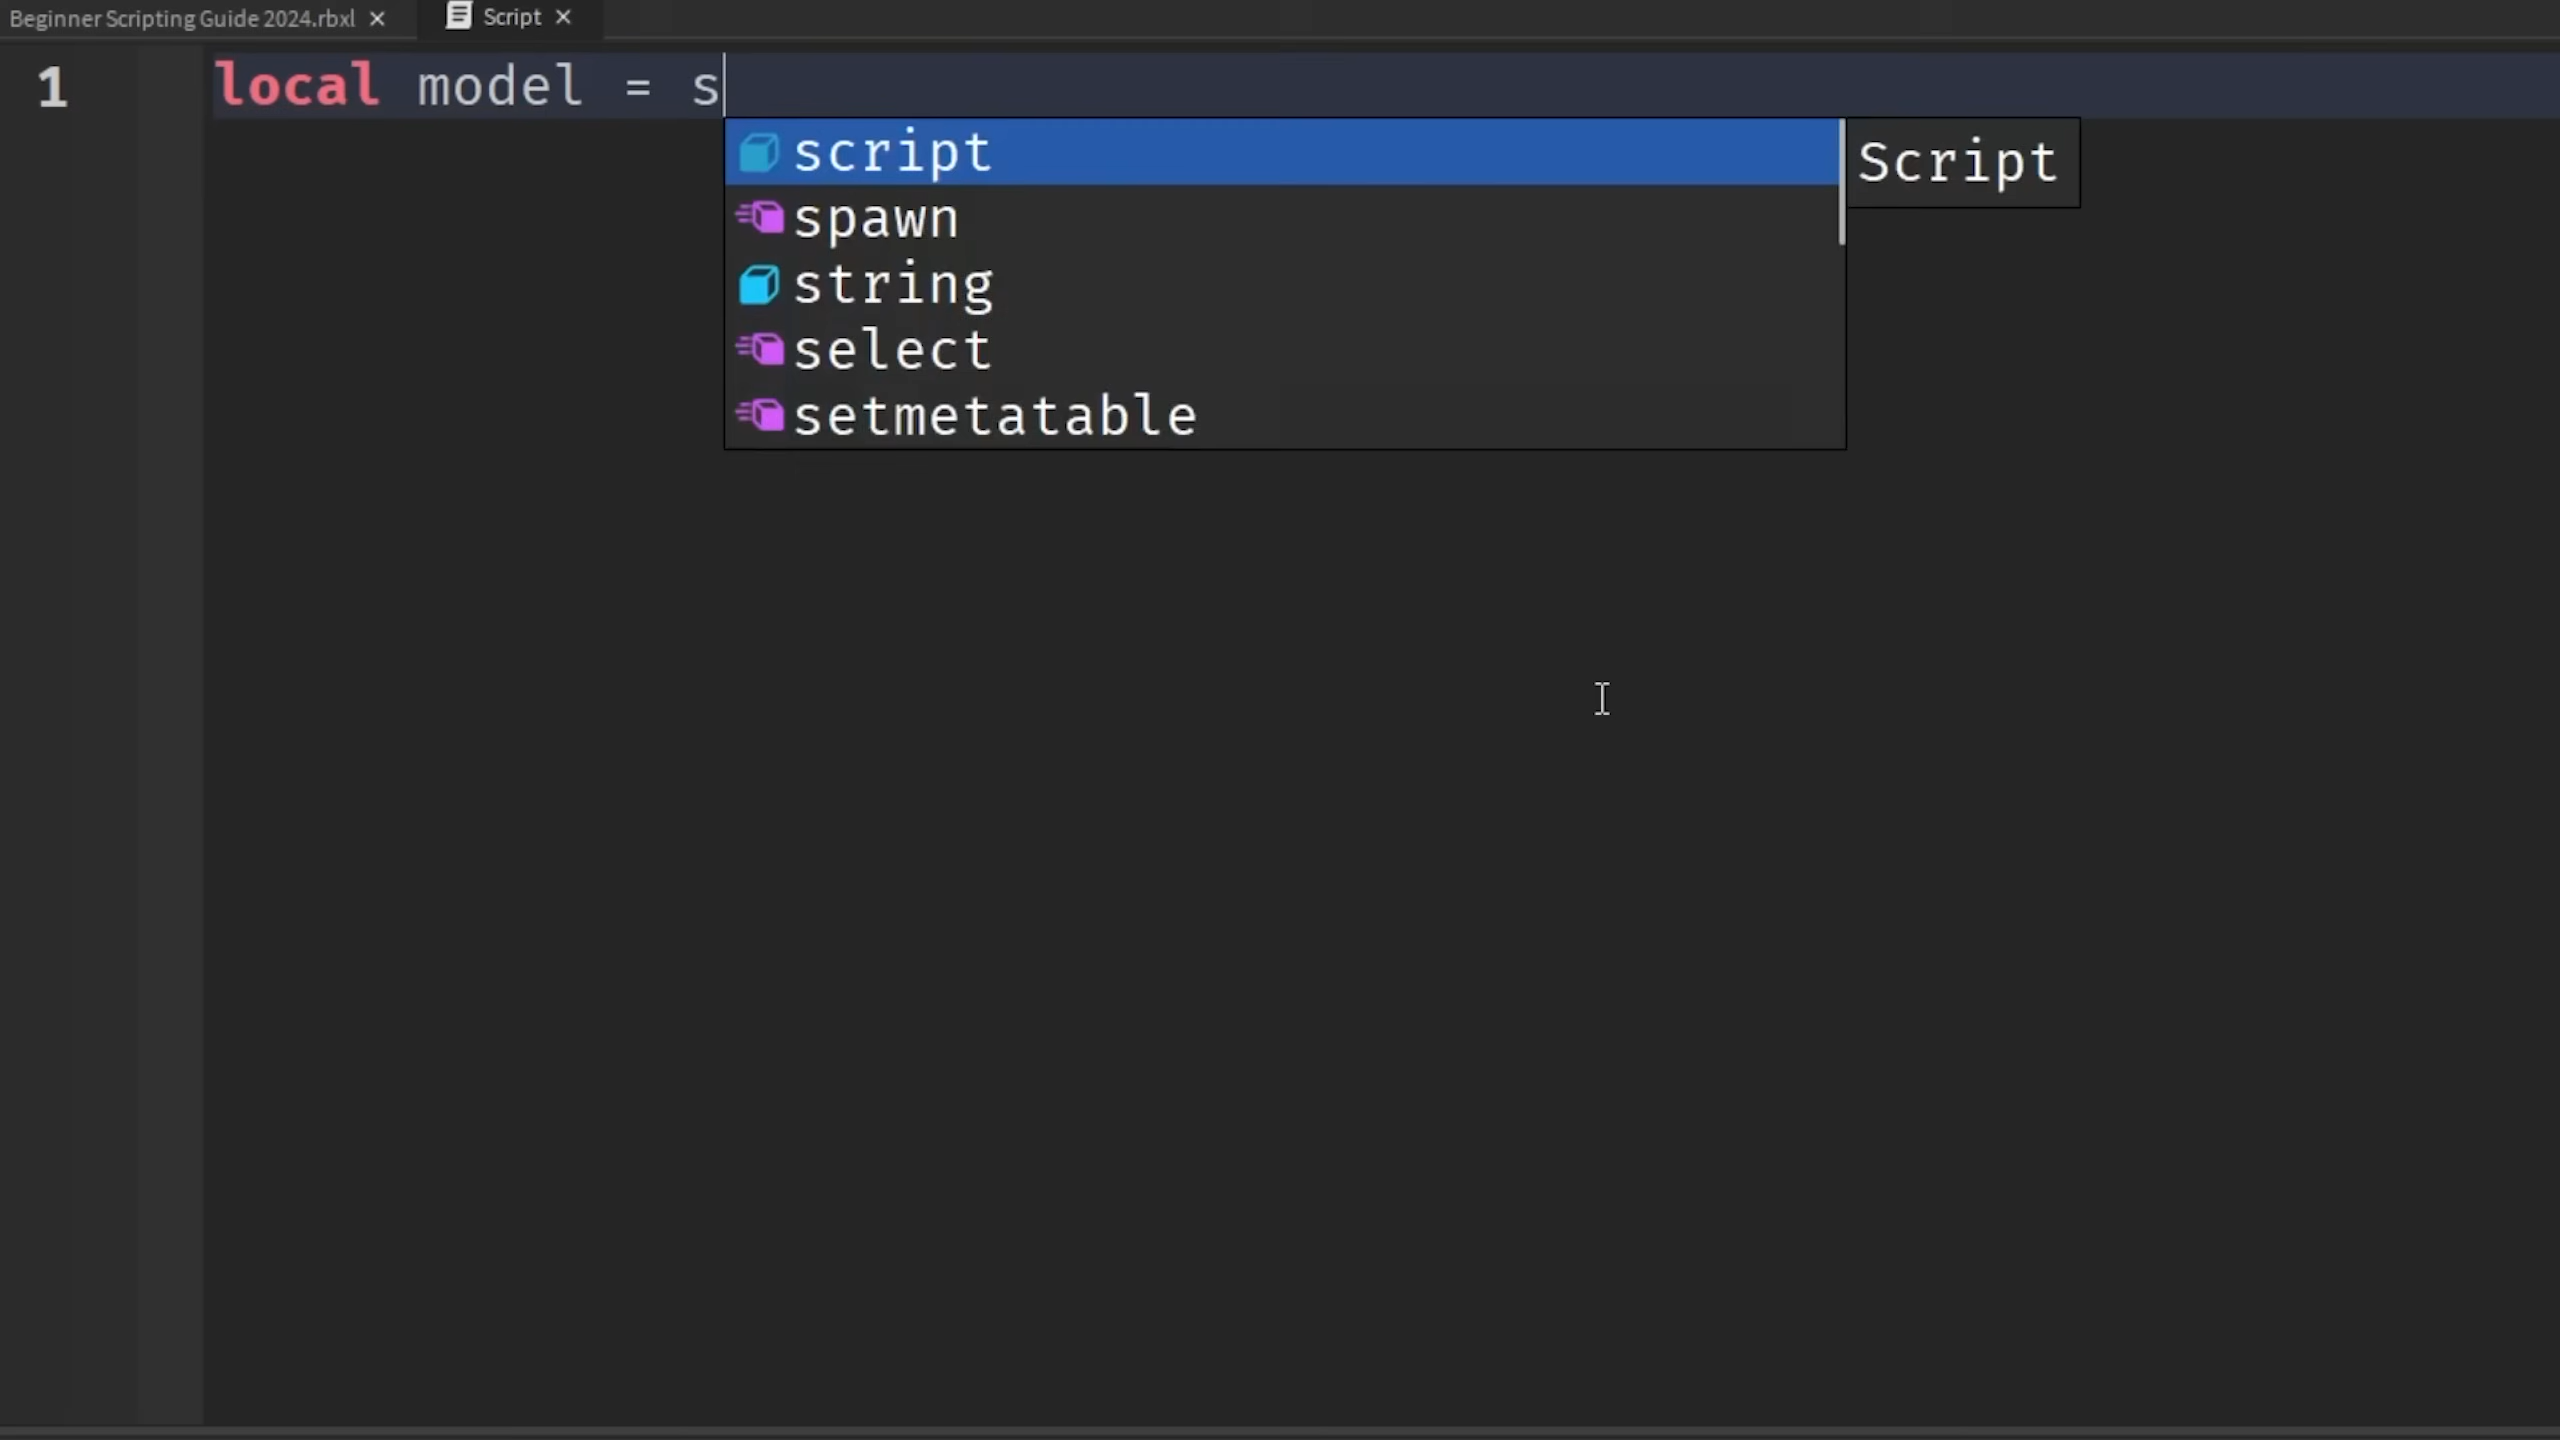 Beginner Scripting Guide 2024.rbxl
Script
1 local model = s
script
Script
spawn
string
select
setmetatable